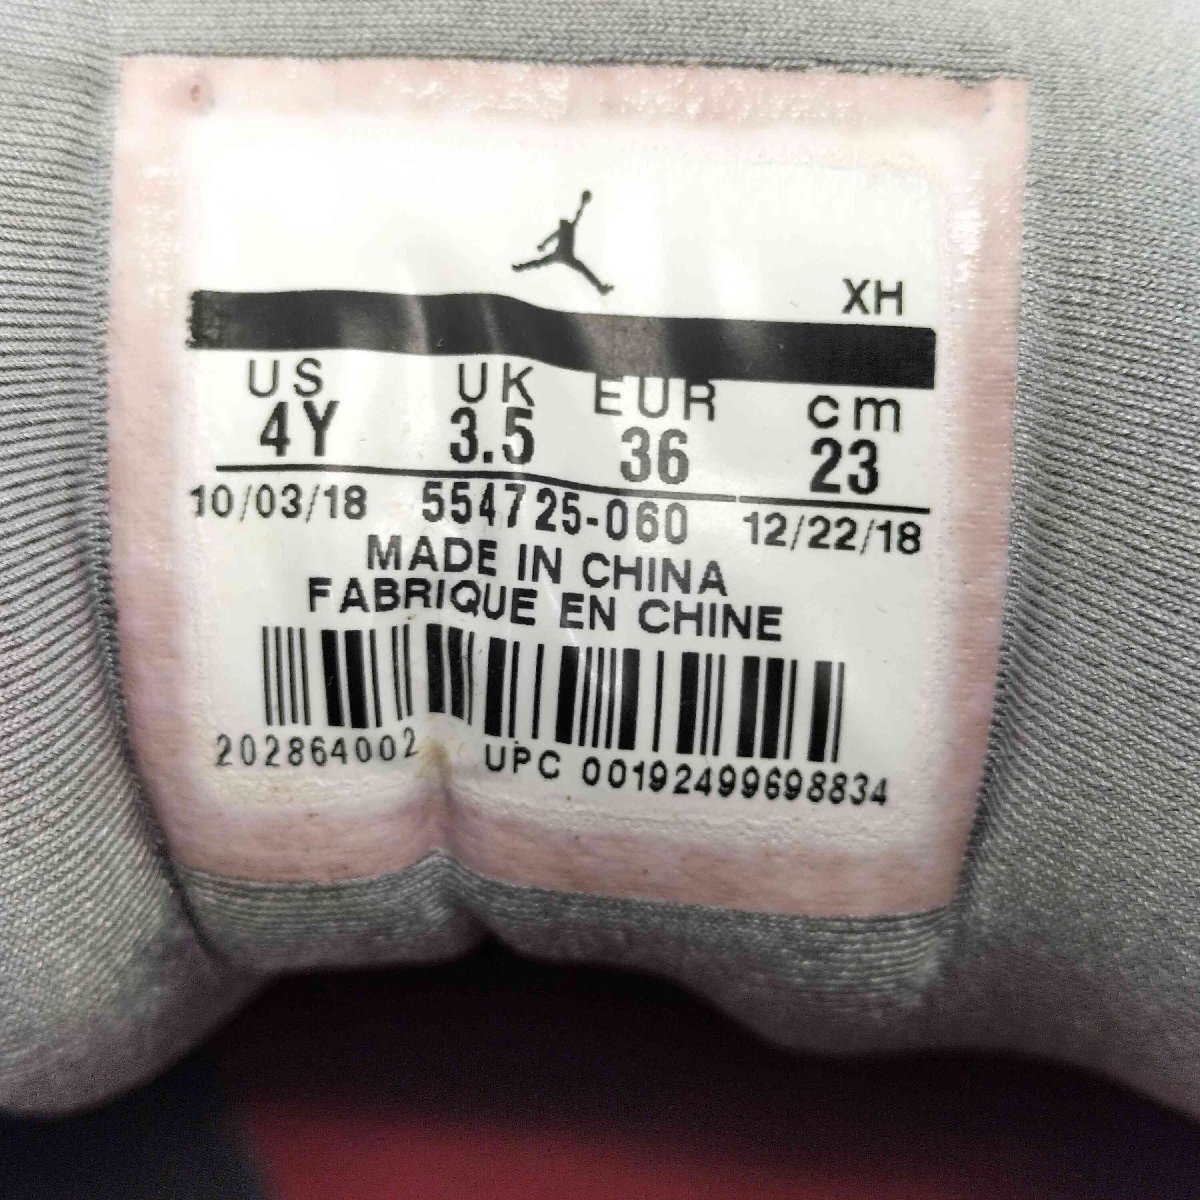 XH
US UK EUR cm
4Y 3.5 36 23
10/03/18 554725-060 12/22/18
MADE IN CHINA
FABRIQUE EN CHINE
202864002 UPC 00192499698834